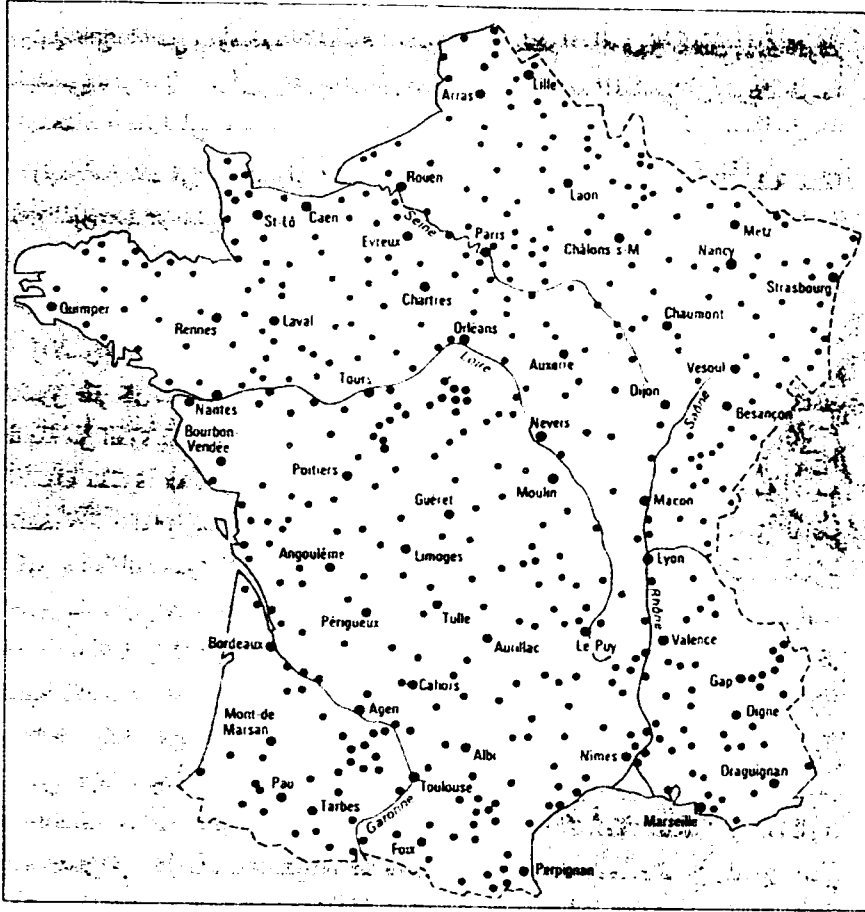 Lille
Arras
Rouen
Laon
St-Lô
Caen
Seine
Evreux
Paris
Châlons s-M
Metz
Nancy
Strasbourg
Quimper
Rennes
Laval
Chartres
Chaumont
Orléans
Loire
Auxerre
Vesoul
Tours
Dijon
Saône
Besançon
Nantes
Bourbon-
Vendée
Nevers
Poitiers
Moulin
Guéret
Macon
Angoulême
Limoges
Lyon
Rhône
Périgueux
Tulle
Bordeaux
Aurillac
Le Puy
Valence
Cahors
Gap
Agen
Digne
Mont-de
Marsan
Albi
Nîmes
Draguignan
Pau
Toulouse
Tarbes
Garonne
Marseille
Foix
Perpignan